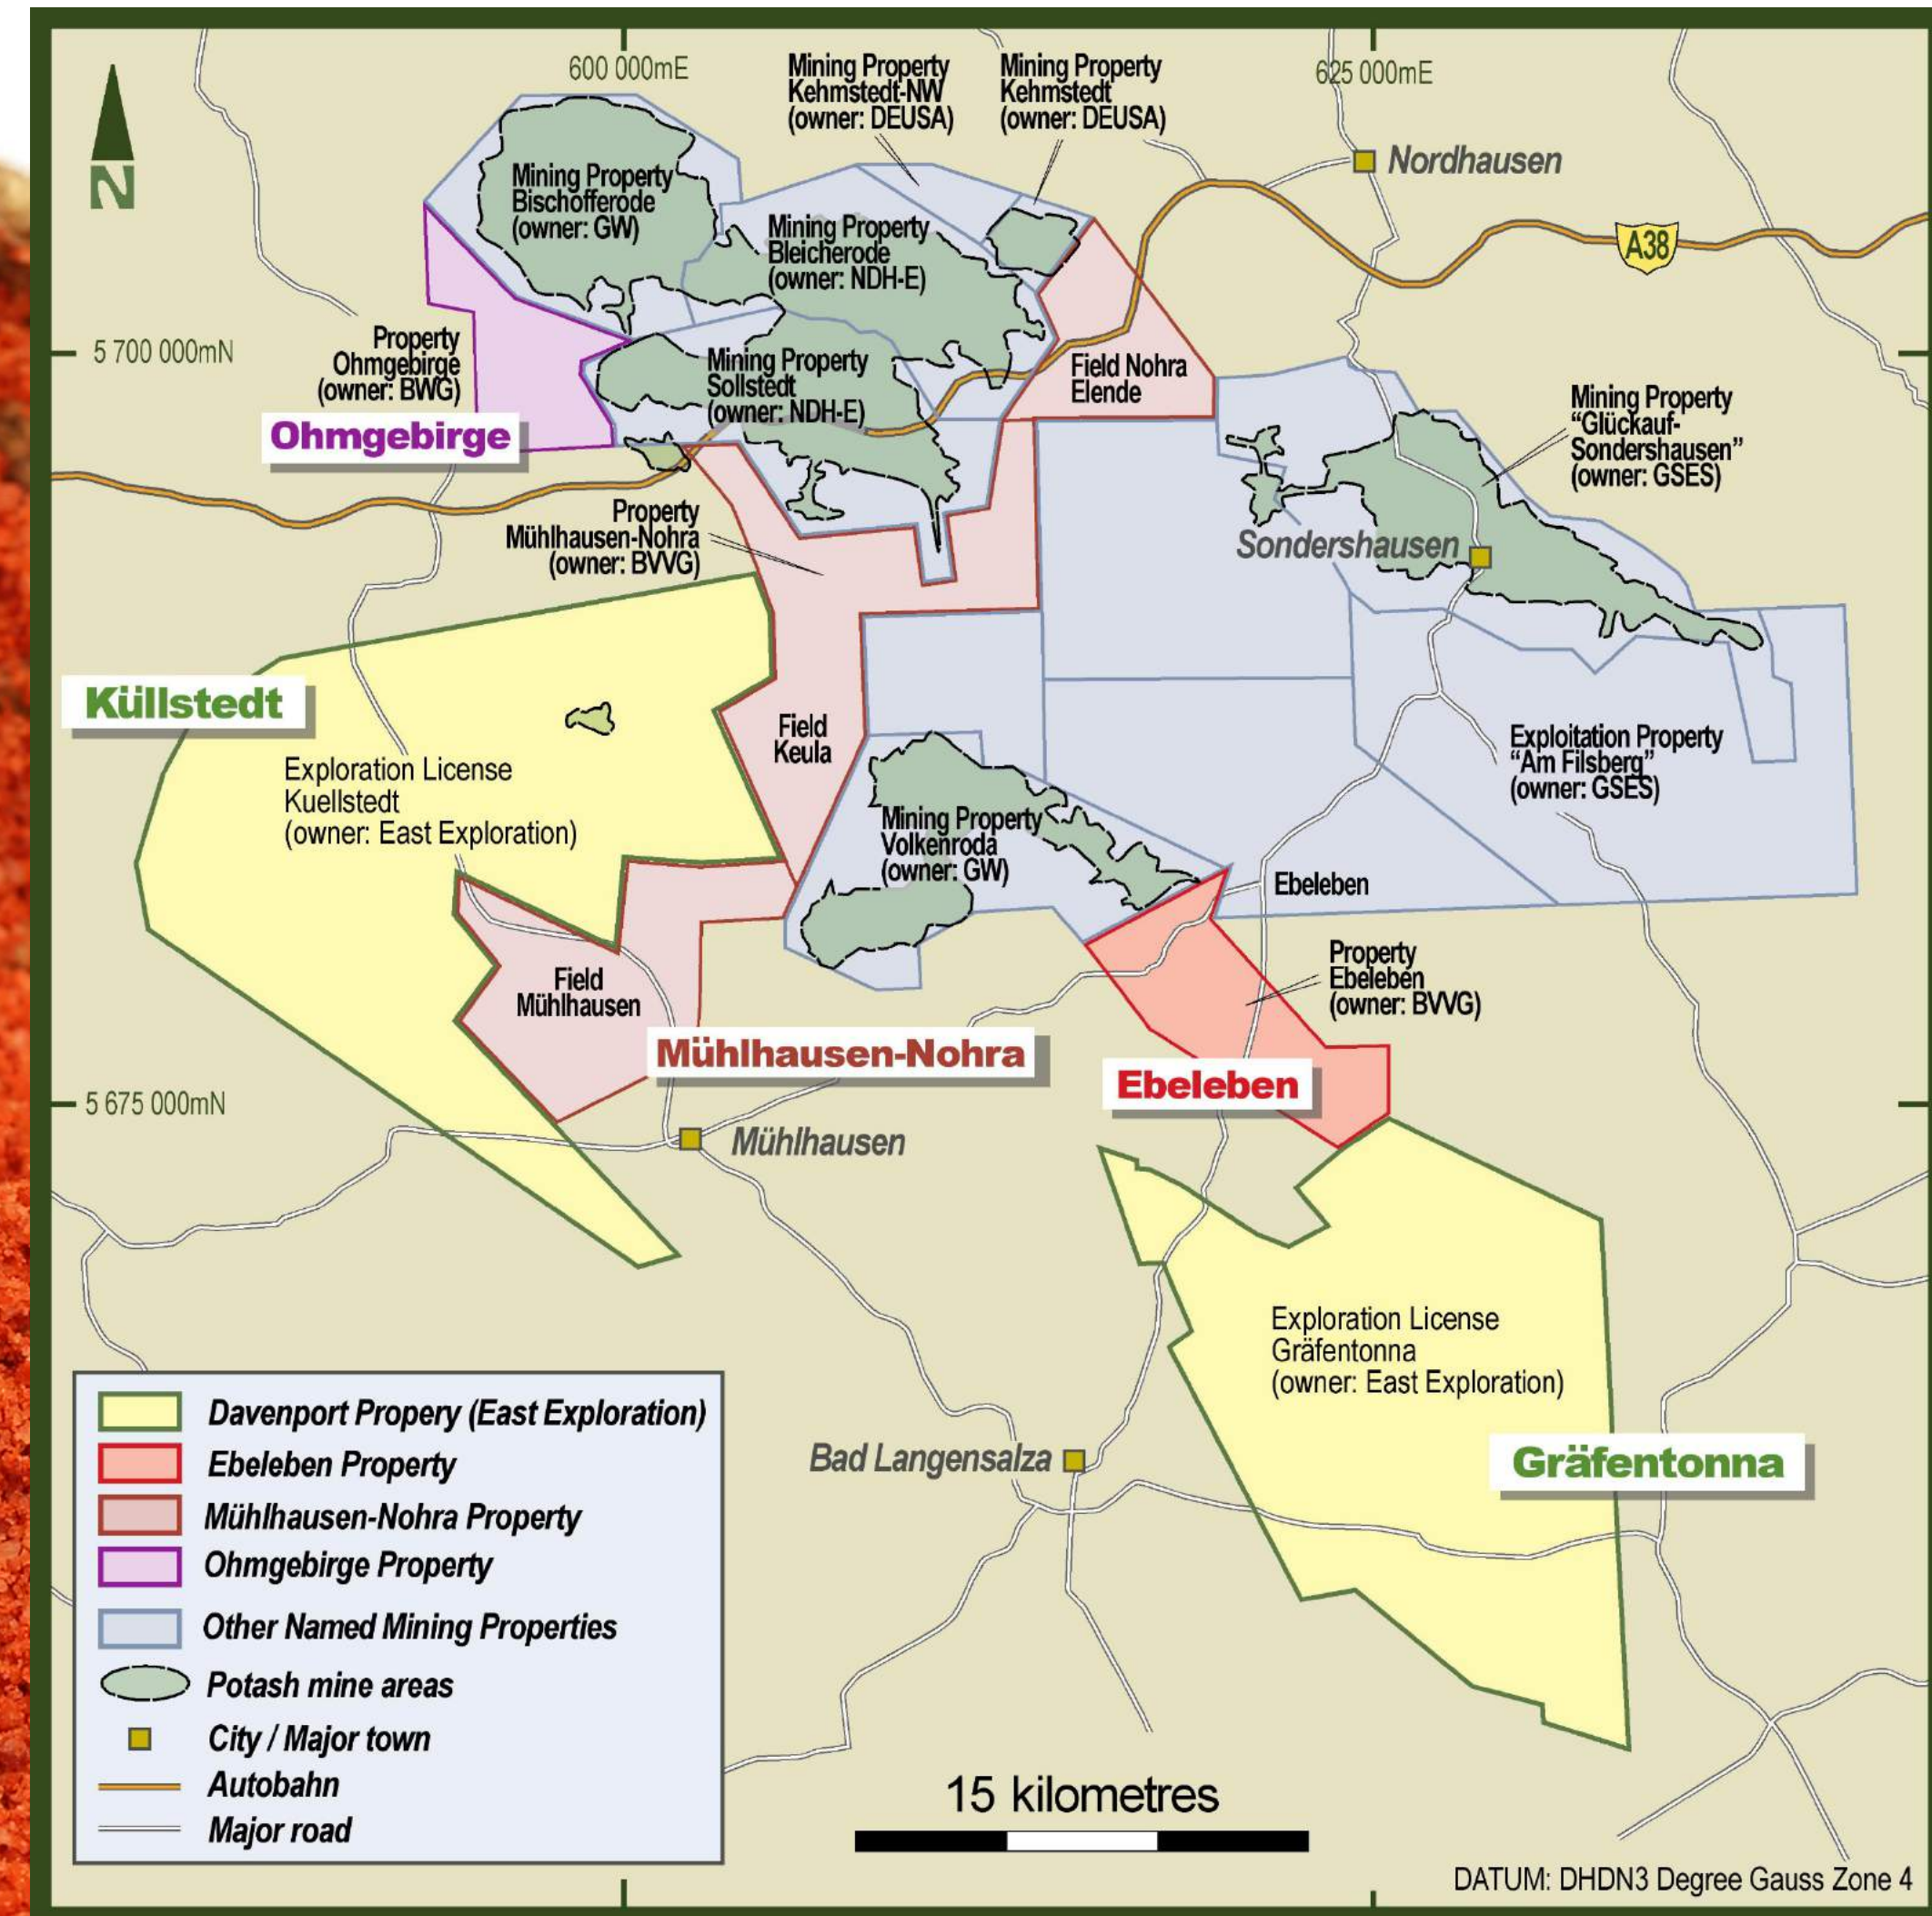 600 000mE
625 000mE
Mining Property
Kehmstedt-NW
(owner: DEUSA)
Mining Property
Kehmstedt
(owner: DEUSA)
N
Nordhausen
Mining Property
Bischofferode
(owner: GW)
Mining Property
Bleicherode
(owner: NDH-E)
A38
5 700 000mN
Property
Ohmgebirge
(owner: BWG)
Ohmgebirge
Mining Property
Sollstedt
(owner: NDH-E)
Field Nohra
Elende
Mining Property
"Glückauf-
Sondershausen"
(owner: GSES)
Property
Mühlhausen-Nohra
(owner: BVVG)
Sondershausen
Küllstedt
Exploration License
Kuellstedt
(owner: East Exploration)
Field
Keula
Exploitation Property
"Am Filsberg"
(owner: GSES)
Mining Property
Volkenroda
(owner: GW)
Ebeleben
Field
Mühlhausen
Property
Ebeleben
(owner: BVVG)
Mühlhausen-Nohra
Ebeleben
5 675 000mN
Mühlhausen
Exploration License
Gräfentonna
(owner: East Exploration)
Bad Langensalza
Gräfentonna
Davenport Propery (East Exploration)
Ebeleben Property
Mühlhausen-Nohra Property
Ohmgebirge Property
Other Named Mining Properties
Potash mine areas
City / Major town
Autobahn
Major road
15 kilometres
DATUM: DHDN3 Degree Gauss Zone 4